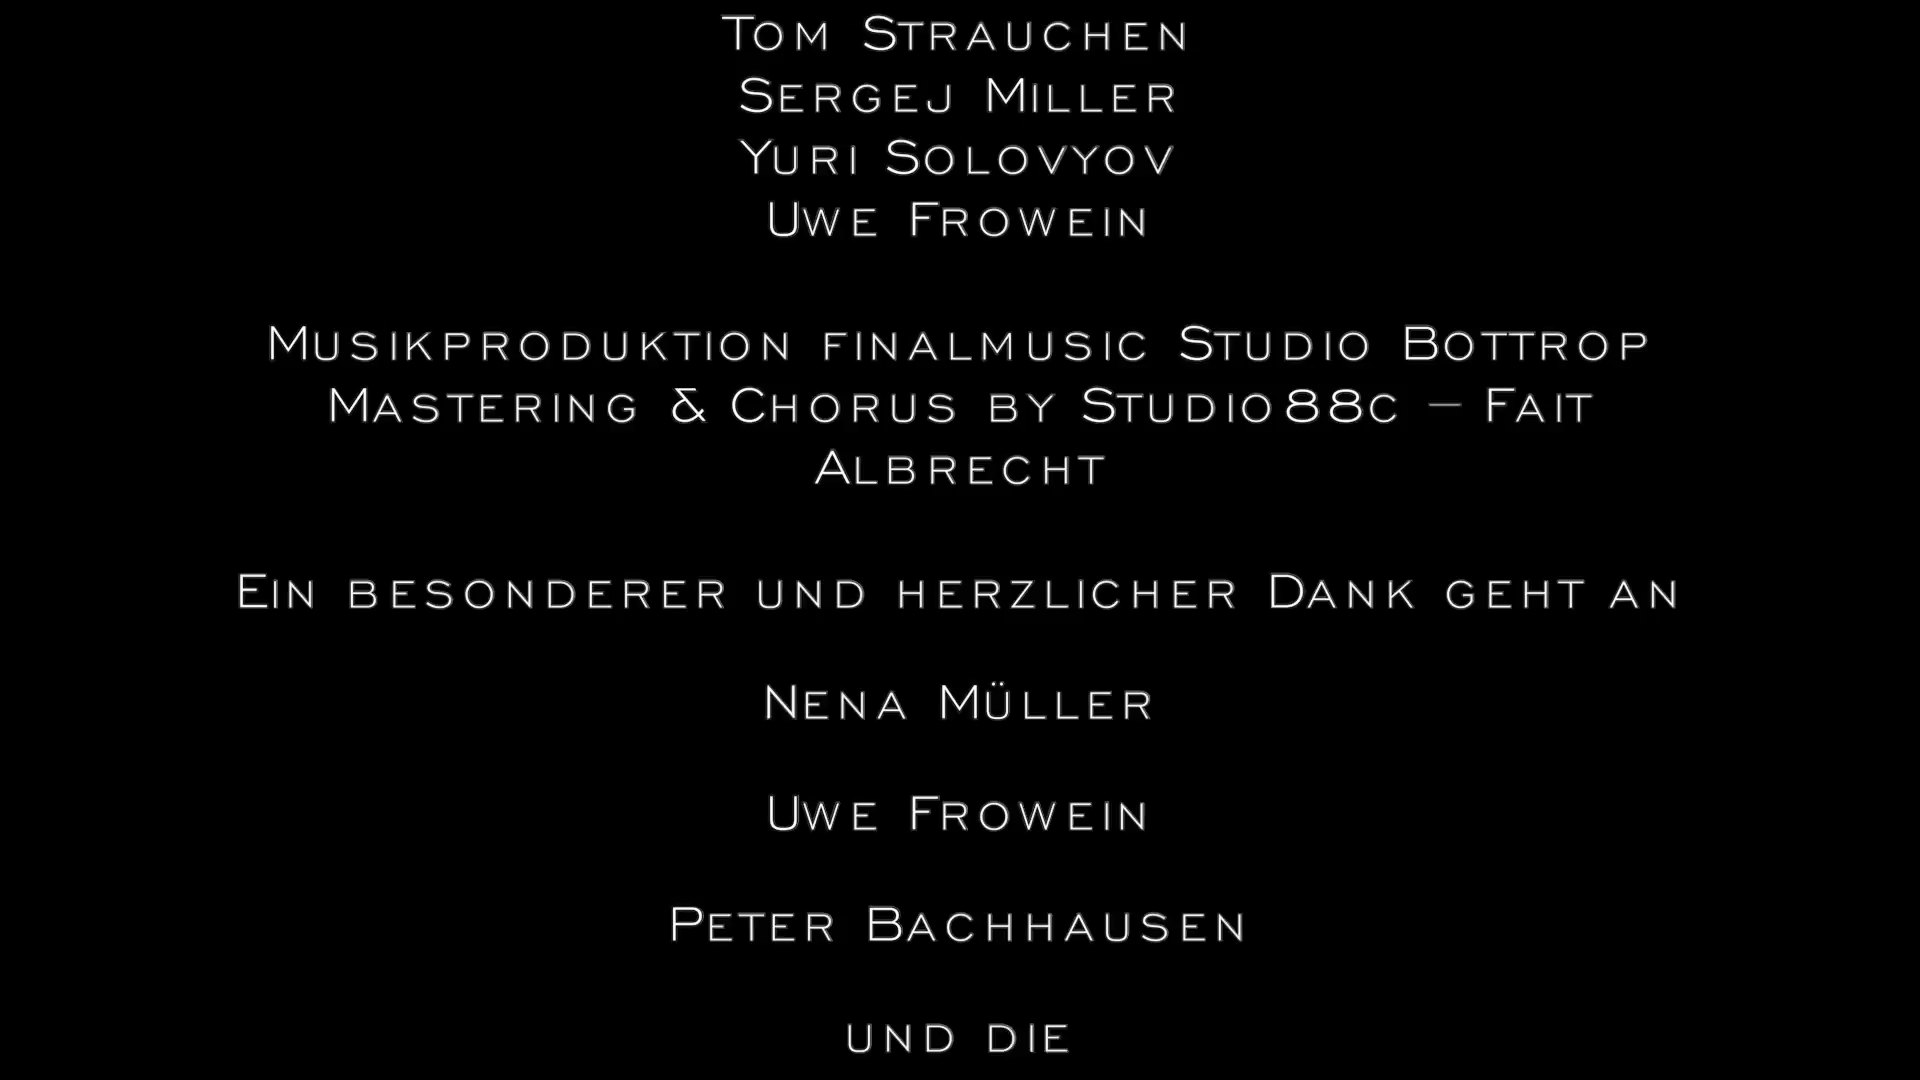 Tom Strauchen
Sergej Miller
Yuri Solovyov
Uwe Frowein
Musikproduktion finalmusic Studio Bottrop
Mastering & Chorus by Studio88c – Fait
Albrecht
Ein besonderer und herzlicher Dank geht an
Nena Müller
Uwe Frowein
Peter Bachhausen
und die